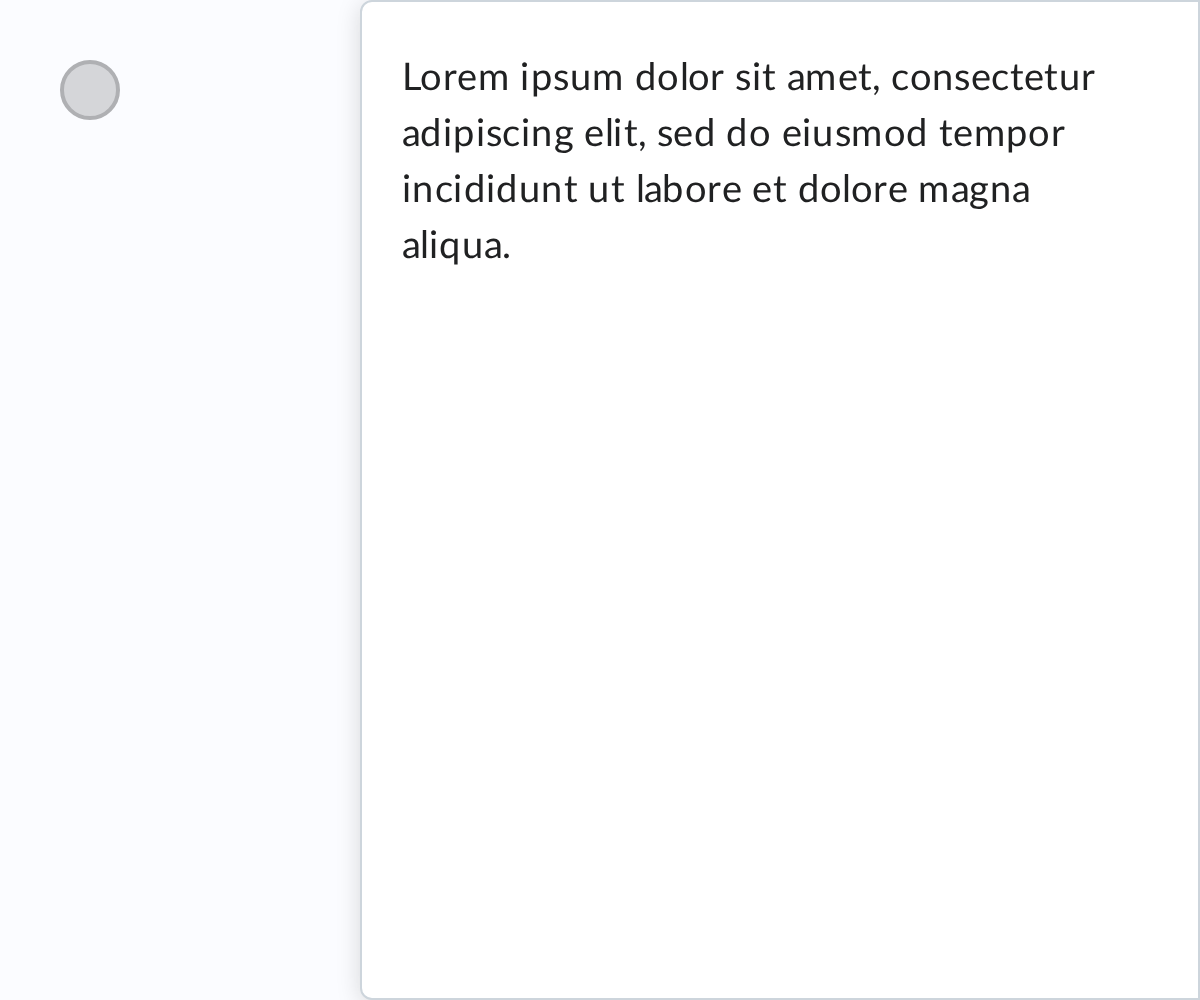 Lorem ipsum dolor sit amet, consectetur
adipiscing elit, sed do eiusmod tempor
incididunt ut labore et dolore magna
aliqua.